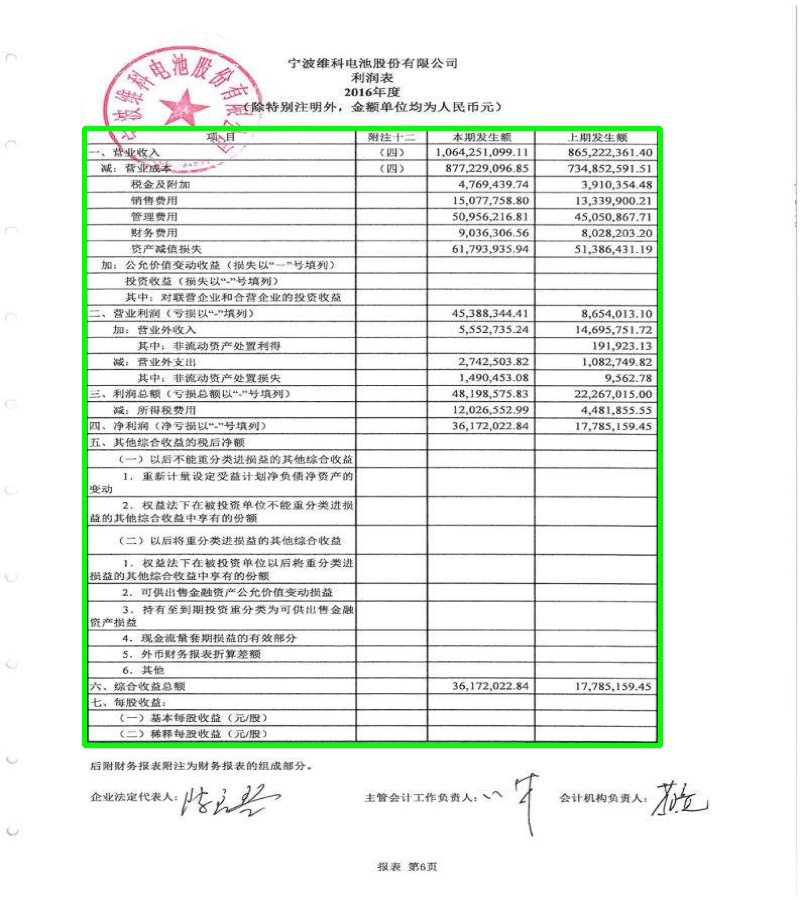 宁波维科电池股份有限公司
利润表
2016年度
（除特别注明外，金额单位均为人民币元）
项 目 附注十二 本期发生额 上期发生额
一、营业收入 （四） 1,064,251,099.11 865,222,361.40
减：营业成本 （四） 877,229,096.85 734,852,591.51
税金及附加 4,769,439.74 3,910,354.48
销售费用 15,077,758.80 13,339,900.21
管理费用 50,956,216.81 45,050,867.71
财务费用 9,036,306.56 8,028,203.20
资产减值损失 61,793,935.94 51,386,431.19
加：公允价值变动收益（损失以“一”号填列）
投资收益（损失以“-”号填列）
其中：对联营企业和合营企业的投资收益
二、营业利润（亏损以“-”填列） 45,388,344.41 8,654,013.10
加：营业外收入 5,552,735.24 14,695,751.72
其中：非流动资产处置利得 191,923.13
减：营业外支出 2,742,503.82 1,082,749.82
其中：非流动资产处置损失 1,490,453.08 9,562.78
三、利润总额（亏损总额以“-”号填列） 48,198,575.83 22,267,015.00
减：所得税费用 12,026,552.99 4,481,855.55
四、净利润（净亏损以“-”号填列） 36,172,022.84 17,785,159.45
五、其他综合收益的税后净额
（一）以后不能重分类进损益的其他综合收益
1．重新计量设定受益计划净负债净资产的
变动
2．权益法下在被投资单位不能重分类进损
益的其他综合收益中享有的份额
（二）以后将重分类进损益的其他综合收益
1．权益法下在被投资单位以后将重分类进
损益的其他综合收益中享有的份额
2．可供出售金融资产公允价值变动损益
3．持有至到期投资重分类为可供出售金融
资产损益
4．现金流量套期损益的有效部分
5．外币财务报表折算差额
6．其他
六、综合收益总额 36,172,022.84 17,785,159.45
七、每股收益：
（一）基本每股收益（元/股）
（二）稀释每股收益（元/股）
后附财务报表附注为财务报表的组成部分。
企业法定代表人： 主管会计工作负责人： 会计机构负责人：
报表 第6页
宁波维科电池股份有限公司